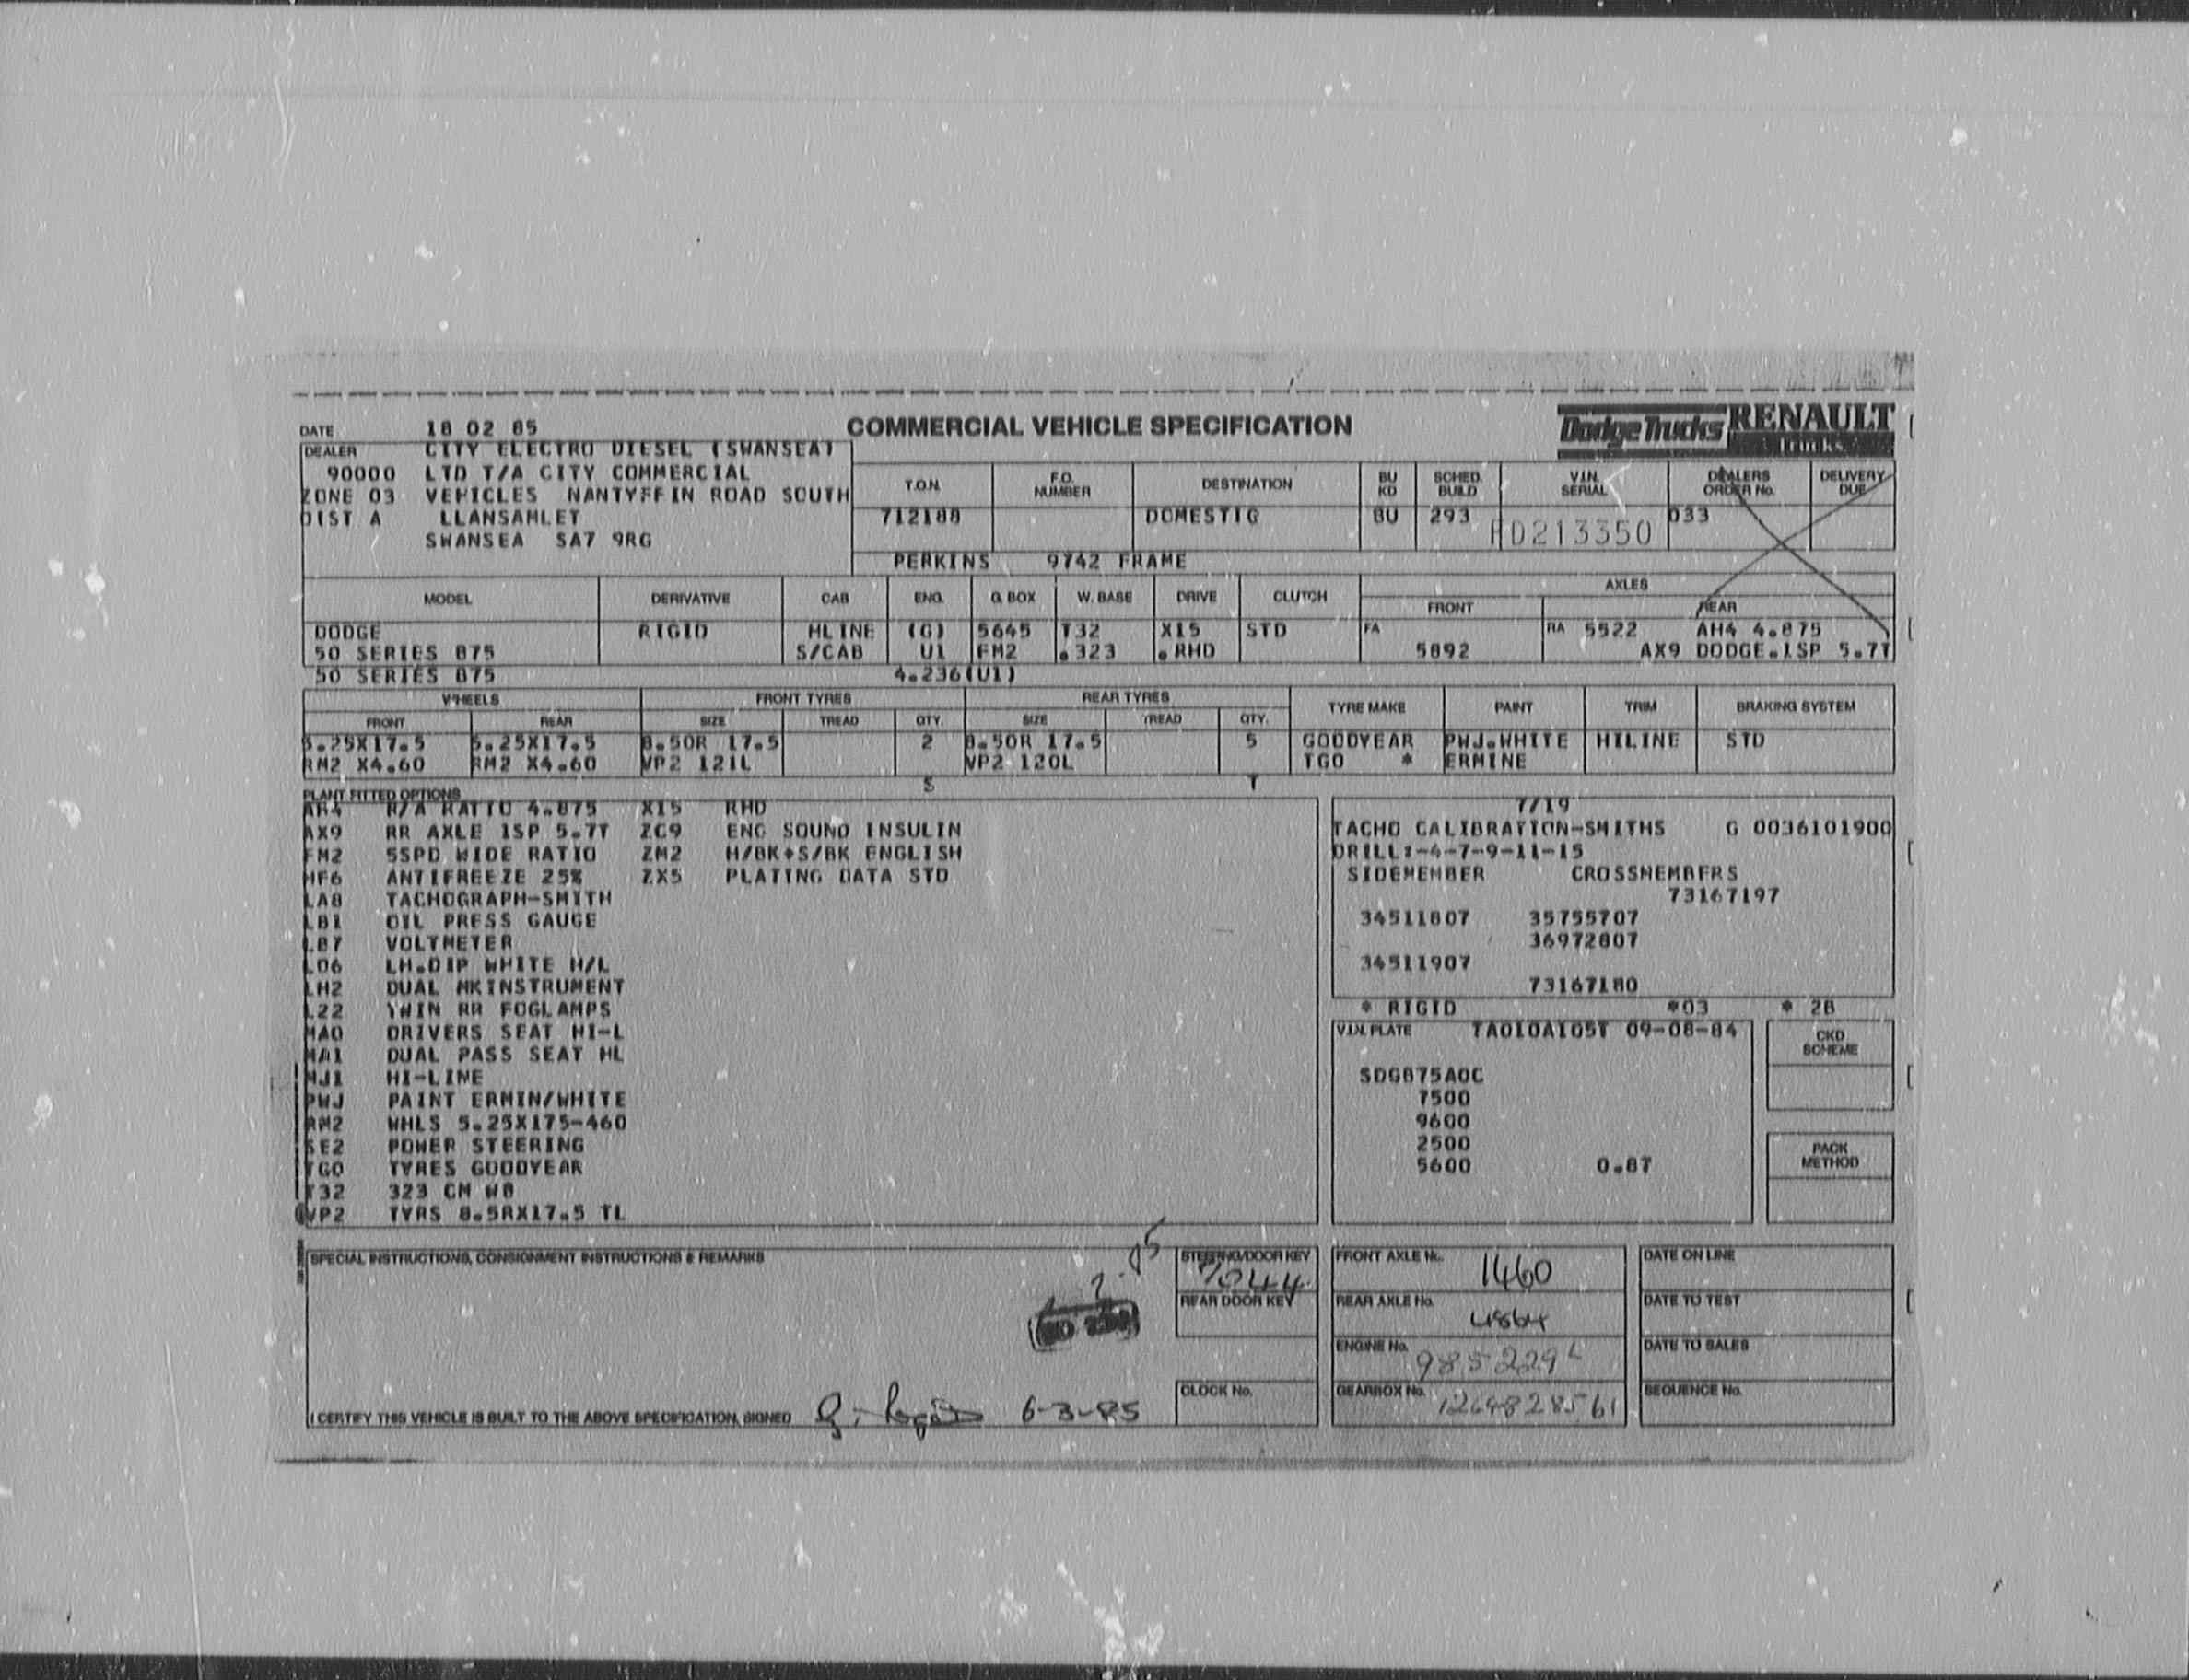 DATE 18 02 85
COMMERCIAL VEHICLE SPECIFICATION
Dodge Trucks RENAULT
TRUCKS
DEALER CITY ELECTRO DIESEL (SWANSEA)
90000 LTD T/A CITY COMMERCIAL
ZONE 03 VEHICLES NANTYFFIN ROAD SOUTH
DIST A LLANSAMLET
SWANSEA SA7 9RG
T.O.N. F.O. NUMBER DESTINATION BU KD SCHED. BUILD V.I.N. SERIAL DEALERS ORDER No. DELIVERY DUE
712188 DOMESTIC BU 293 HD213350 033
PERKINS 9742 FRAME
MODEL DERIVATIVE CAB ENG. G. BOX W. BASE DRIVE CLUTCH AXLES
FRONT REAR
DODGE RIGID HLINE (G) 5645 T32 X15 STD FA RA 5522 AH4 4.875
50 SERIES 875 S/CAB U1 FM2 .323 .RHD 5892 AX9 DODGE.1SP 5.7T
50 SERIES 875 4.236(U1)
WHEELS FRONT TYRES REAR TYRES TYRE MAKE PAINT TRIM BRAKING SYSTEM
FRONT REAR SIZE TREAD QTY. SIZE TREAD QTY.
5.25X17.5 5.25X17.5 8.50R 17.5 2 8.50R 17.5 5 GOODYEAR PWJ.WHITE HILINE STD
RM2 X4.60 RM2 X4.60 VP2 121L VP2 120L TGO * ERMINE
S T
PLANT FITTED OPTIONS
AH4 R/A RATIO 4.875 X15 RHD
AX9 RR AXLE 1SP 5.7T ZC9 ENG SOUND INSULIN
FM2 5SPD WIDE RATIO ZM2 H/BK+S/BK ENGLISH
HF6 ANTIFREEZE 25% ZX5 PLATING DATA STD
LA8 TACHOGRAPH-SMITH
LB1 OIL PRESS GAUGE
LB7 VOLTMETER
LO6 LH.DIP WHITE H/L
LH2 DUAL MKINSTRUMENT
L22 TWIN RR FOGLAMPS
MAO DRIVERS SEAT HI-L
MA1 DUAL PASS SEAT HL
MJ1 HI-LINE
PWJ PAINT ERMIN/WHITE
RM2 WHLS 5.25X175-460
SE2 POWER STEERING
TGO TYRES GOODYEAR
T32 323 CM WB
VP2 TYRS 8.5RX17.5 TL
7/19
TACHO CALIBRATION-SMITHS G 0036101900
DRILL:-4-7-9-11-15
SIDEMEMBER CROSSMEMBERS
73167197
34511807 35755707
36972807
34511907
73167180
* RIGID *03 * 2B
V.I.N. PLATE TA010A105T 09-08-84
SDG875A0C
7500
9600
2500
5600 0.87
CKD SCHEME
PACK METHOD
SPECIAL INSTRUCTIONS, CONSIGNMENT INSTRUCTIONS & REMARKS
I CERTIFY THIS VEHICLE IS BUILT TO THE ABOVE SPECIFICATION, SIGNED 6-3-85
STEERING/DOOR KEY 7044
REAR DOOR KEY
CLOCK No.
FRONT AXLE No. 1460
REAR AXLE No. 4864
ENGINE No. 985229L
GEARBOX No. 1269828561
DATE ON LINE
DATE TO TEST
DATE TO SALES
SEQUENCE No.